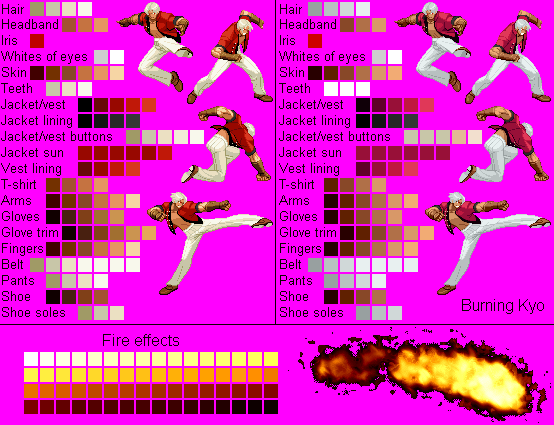 Hair
Headband
Iris
Whites of eyes
Skin
Teeth
Jacket/vest
Jacket lining
Jacket/vest buttons
Jacket sun
Vest lining
T-shirt
Arms
Gloves
Glove trim
Fingers
Belt
Pants
Shoe
Shoe soles
Hair
Headband
Iris
Whites of eyes
Skin
Teeth
Jacket/vest
Jacket lining
Jacket/vest buttons
Jacket sun
Vest lining
T-shirt
Arms
Gloves
Glove trim
Fingers
Belt
Pants
Shoe
Shoe soles
Burning Kyo
Fire effects